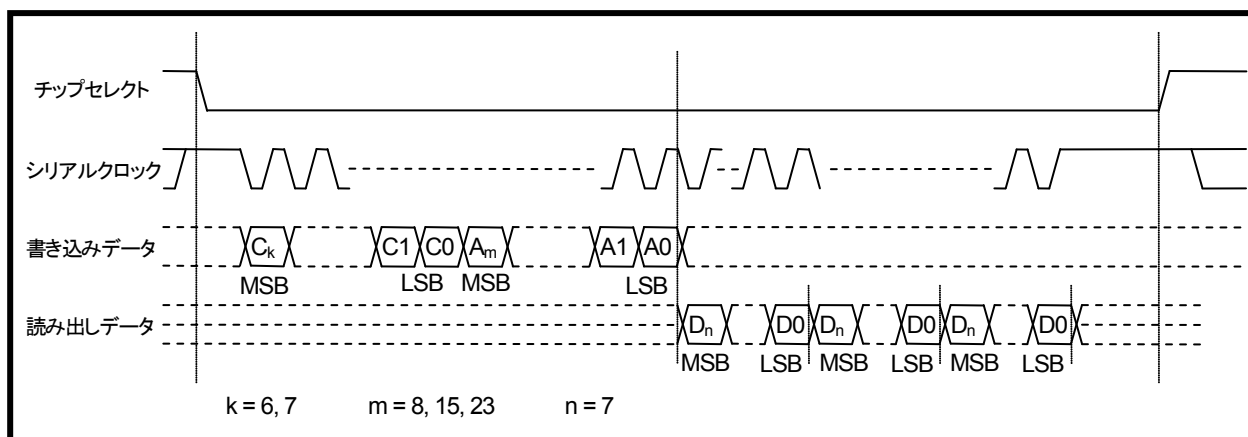 チップセレクト
シリアルクロック
書き込みデータ
Ck C1 C0 Am A1 A0
MSB LSB MSB LSB
読み出しデータ
Dn D0 Dn D0 Dn D0
MSB LSB MSB LSB MSB LSB
k = 6, 7 m = 8, 15, 23 n = 7